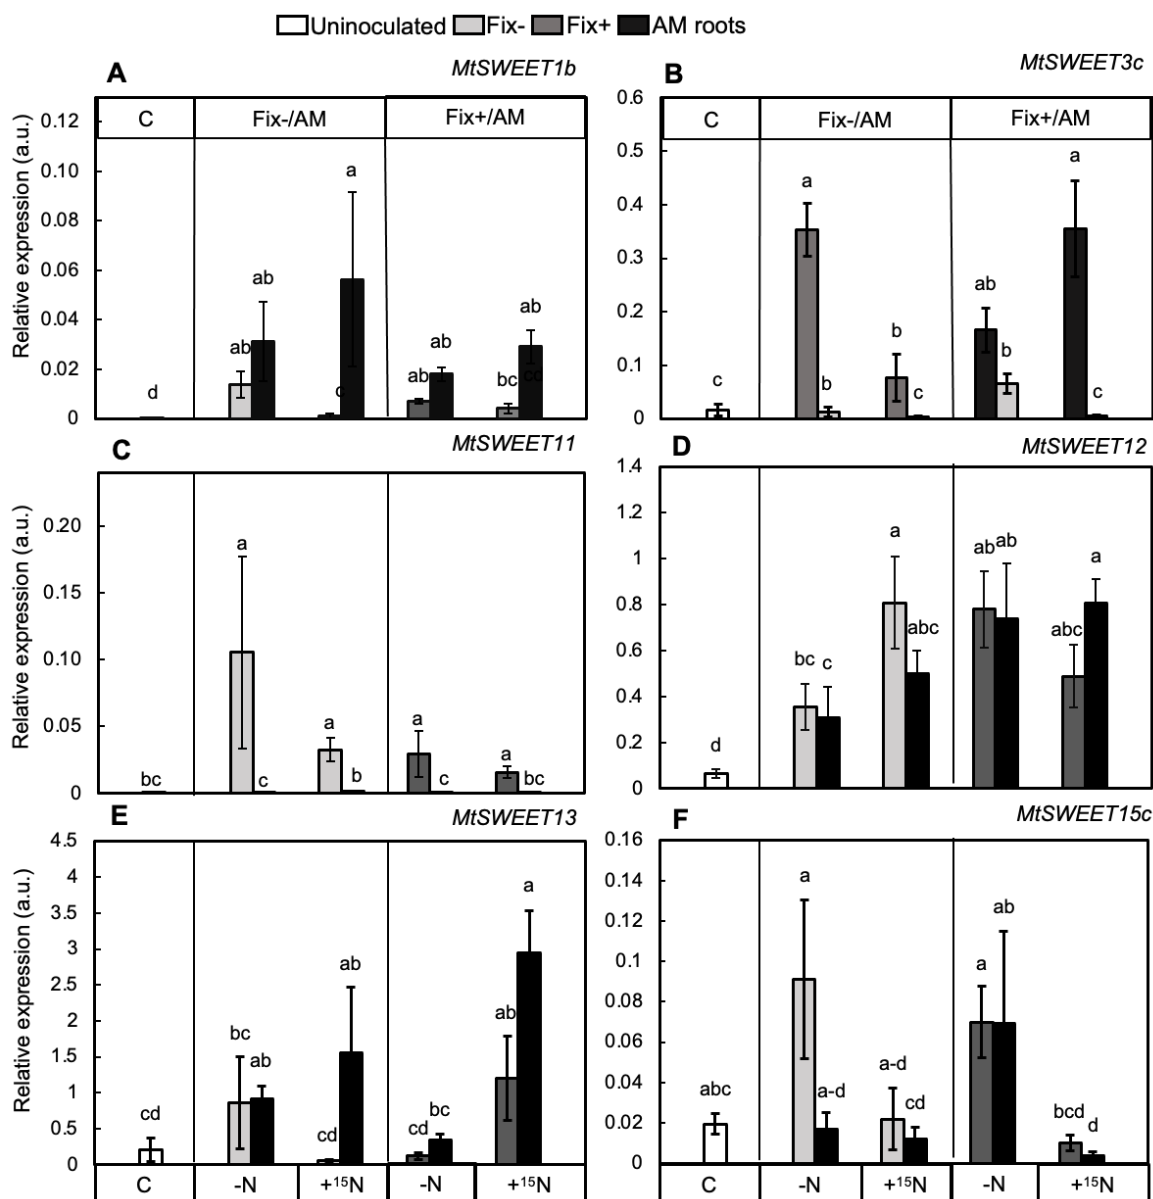 Uninoculated Fix- Fix+ AM roots
A MtSWEET1b
C Fix-/AM Fix+/AM
Relative expression (a.u.)
0.12
0.10
0.08
0.06
0.04
0.02
0
d ab ab c a ab ab bc cd ab
B MtSWEET3c
C Fix-/AM Fix+/AM
0.6
0.5
0.4
0.3
0.2
0.1
0
c a b b c ab b a c
C MtSWEET11
Relative expression (a.u.)
0.20
0.15
0.10
0.05
0
bc a c a b a c a bc
D MtSWEET12
1.4
1.2
1
0.8
0.6
0.4
0.2
0
d bc c a abc ab ab abc a
E MtSWEET13
Relative expression (a.u.)
4.5
4
3.5
3
2.5
2
1.5
1
0.5
0
cd bc ab cd ab cd bc ab a
C -N +¹⁵N -N +¹⁵N
F MtSWEET15c
0.16
0.14
0.12
0.1
0.08
0.06
0.04
0.02
0
abc a a-d a-d cd a ab bcd d
C -N +¹⁵N -N +¹⁵N